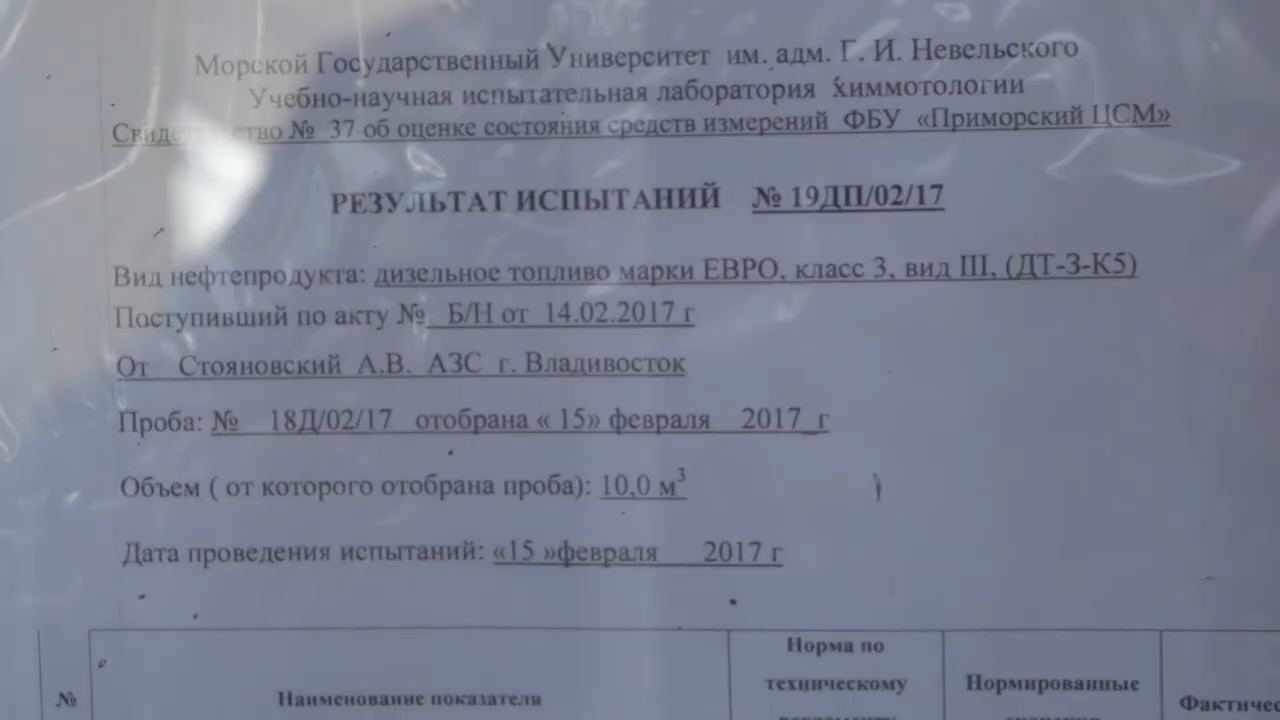 Морской Государственный Университет им. адм. Г. И. Невельского
Учебно-научная испытательная лаборатория химмотологии
№ 37 об оценке состояния средств измерений ФБУ «Приморский ЦСМ»
РЕЗУЛЬТАТ ИСПЫТАНИЙ № 19ДП/02/17
Вид нефтепродукта: дизельное топливо марки ЕВРО, класс 3, вид III, (ДТ-З-К5)
Поступивший по акту № Б/Н от 14.02.2017 г
От Стояновский А.В. АЗС г. Владивосток
Проба: № 18Д/02/17 отобрана « 15» февраля 2017 г
Объем ( от которого отобрана проба): 10,0 м³
Дата проведения испытаний: «15 »февраля 2017 г
№
Наименование показателя
Норма по
техническому
Нормированные